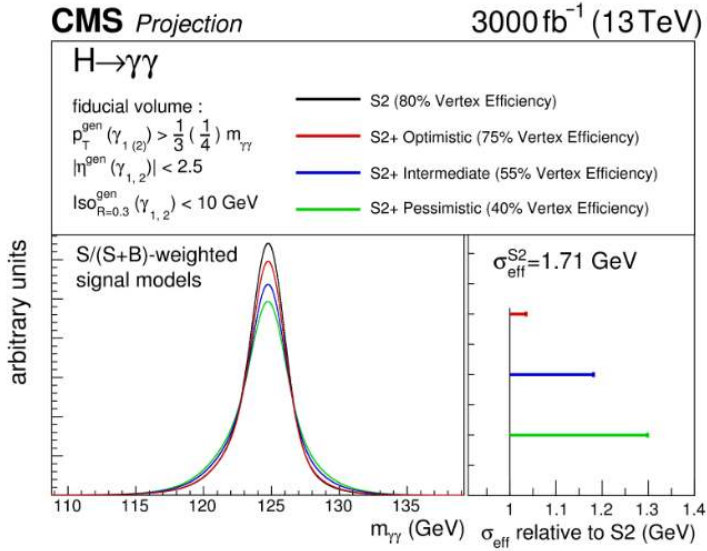 CMS Projection 3000 fb⁻¹ (13 TeV)
H→γγ
fiducial volume :
p_T^gen (γ_1 (2)) > 1/3 (1/4) m_γγ
|η^gen (γ_1, 2)| < 2.5
Iso_R=0.3^gen (γ_1, 2) < 10 GeV
S2 (80% Vertex Efficiency)
S2+ Optimistic (75% Vertex Efficiency)
S2+ Intermediate (55% Vertex Efficiency)
S2+ Pessimistic (40% Vertex Efficiency)
arbitrary units
S/(S+B)-weighted
signal models
σ_eff^S2=1.71 GeV
110 115 120 125 130 135
m_γγ (GeV)
1 1.1 1.2 1.3 1.4
σ_eff relative to S2 (GeV)